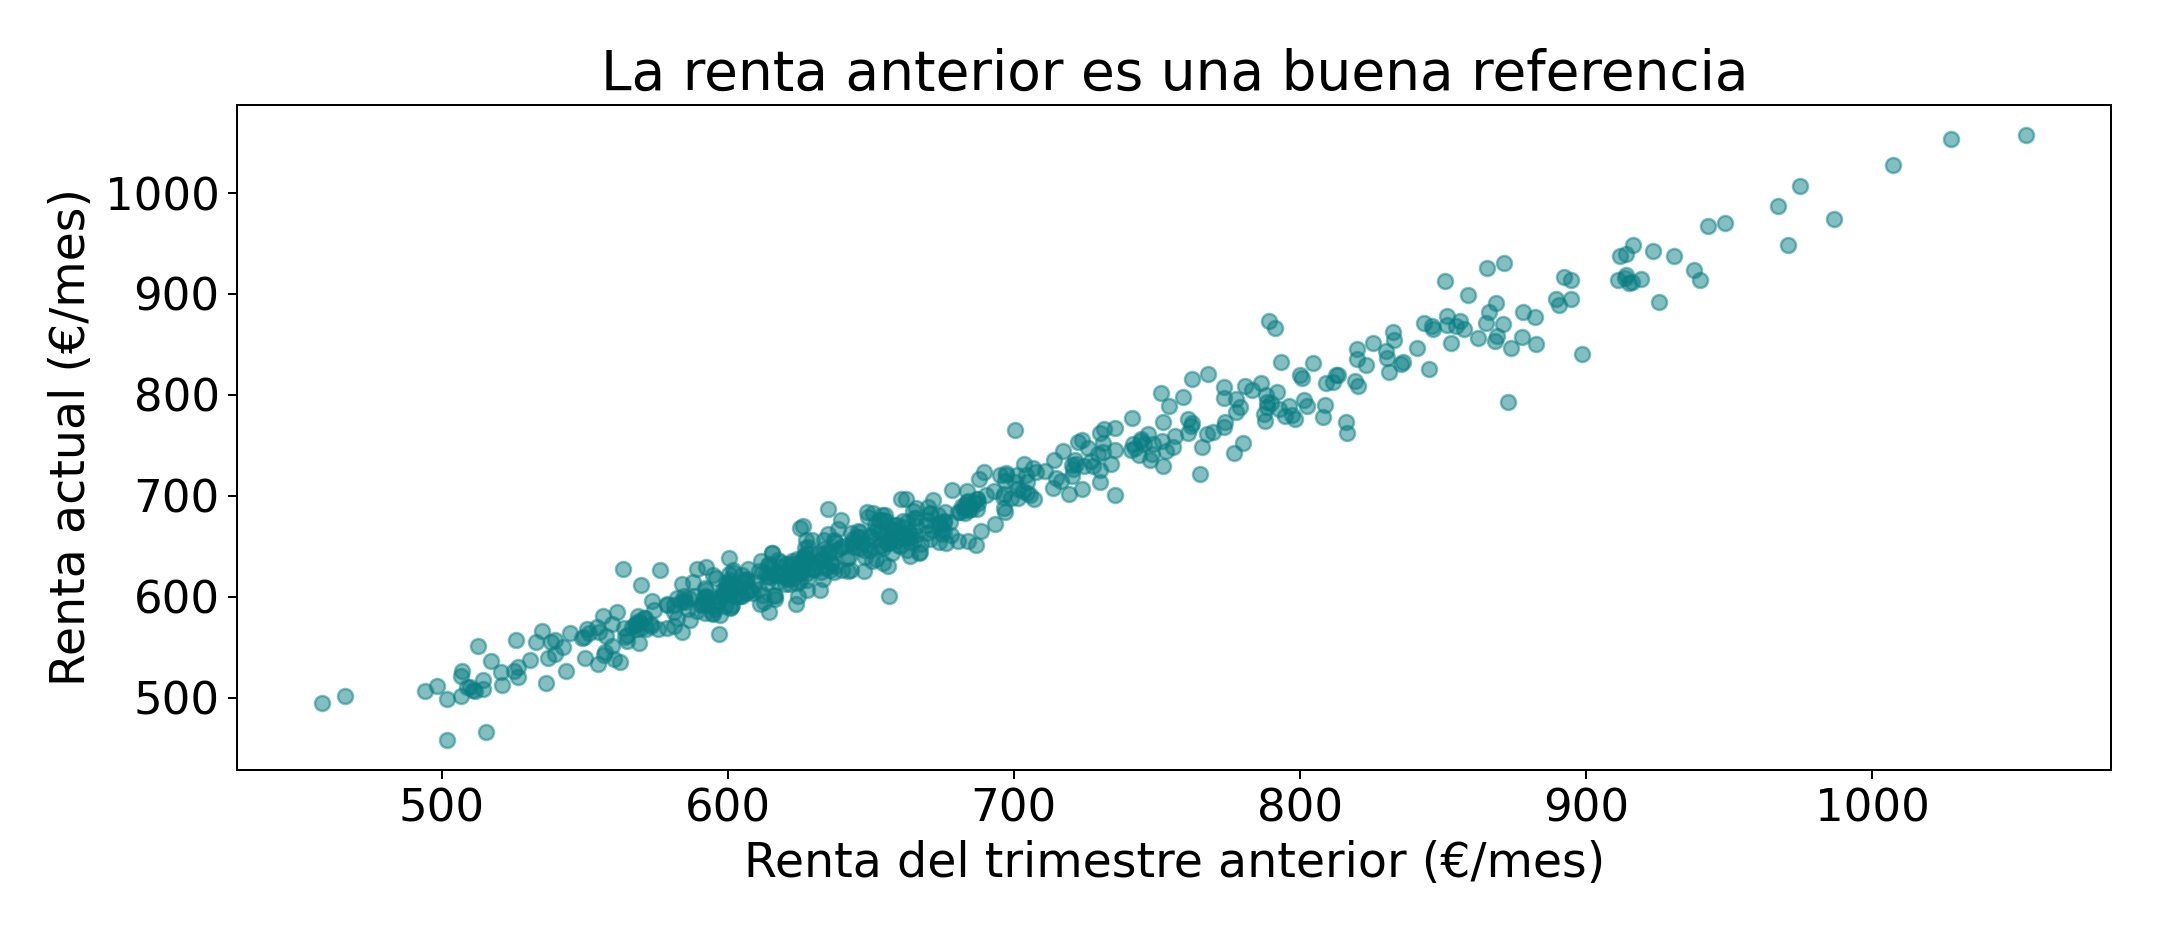 La renta anterior es una buena referencia
Renta actual (€/mes)
1000
900
800
700
600
500
500 600 700 800 900 1000
Renta del trimestre anterior (€/mes)